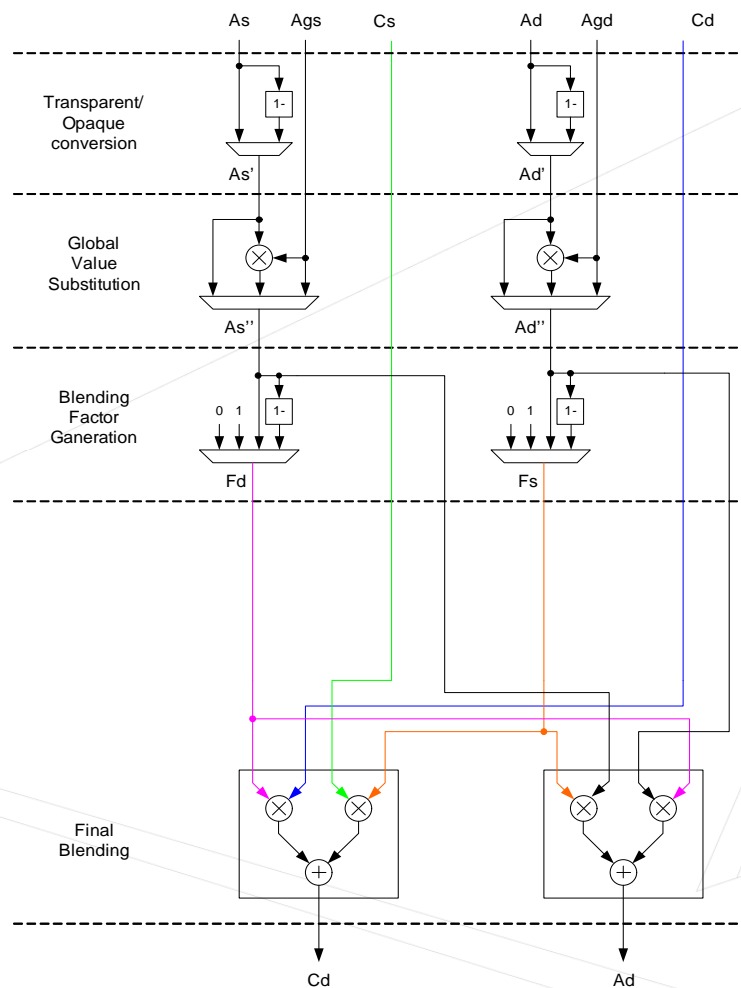 As Ags Cs Ad Agd Cd
Transparent/
Opaque
conversion
1- 1-
As' Ad'
Global
Value
Substitution
As'' Ad''
Blending
Factor
Ganeration
0 1 1- 0 1 1-
Fd Fs
Final
Blending
Cd Ad